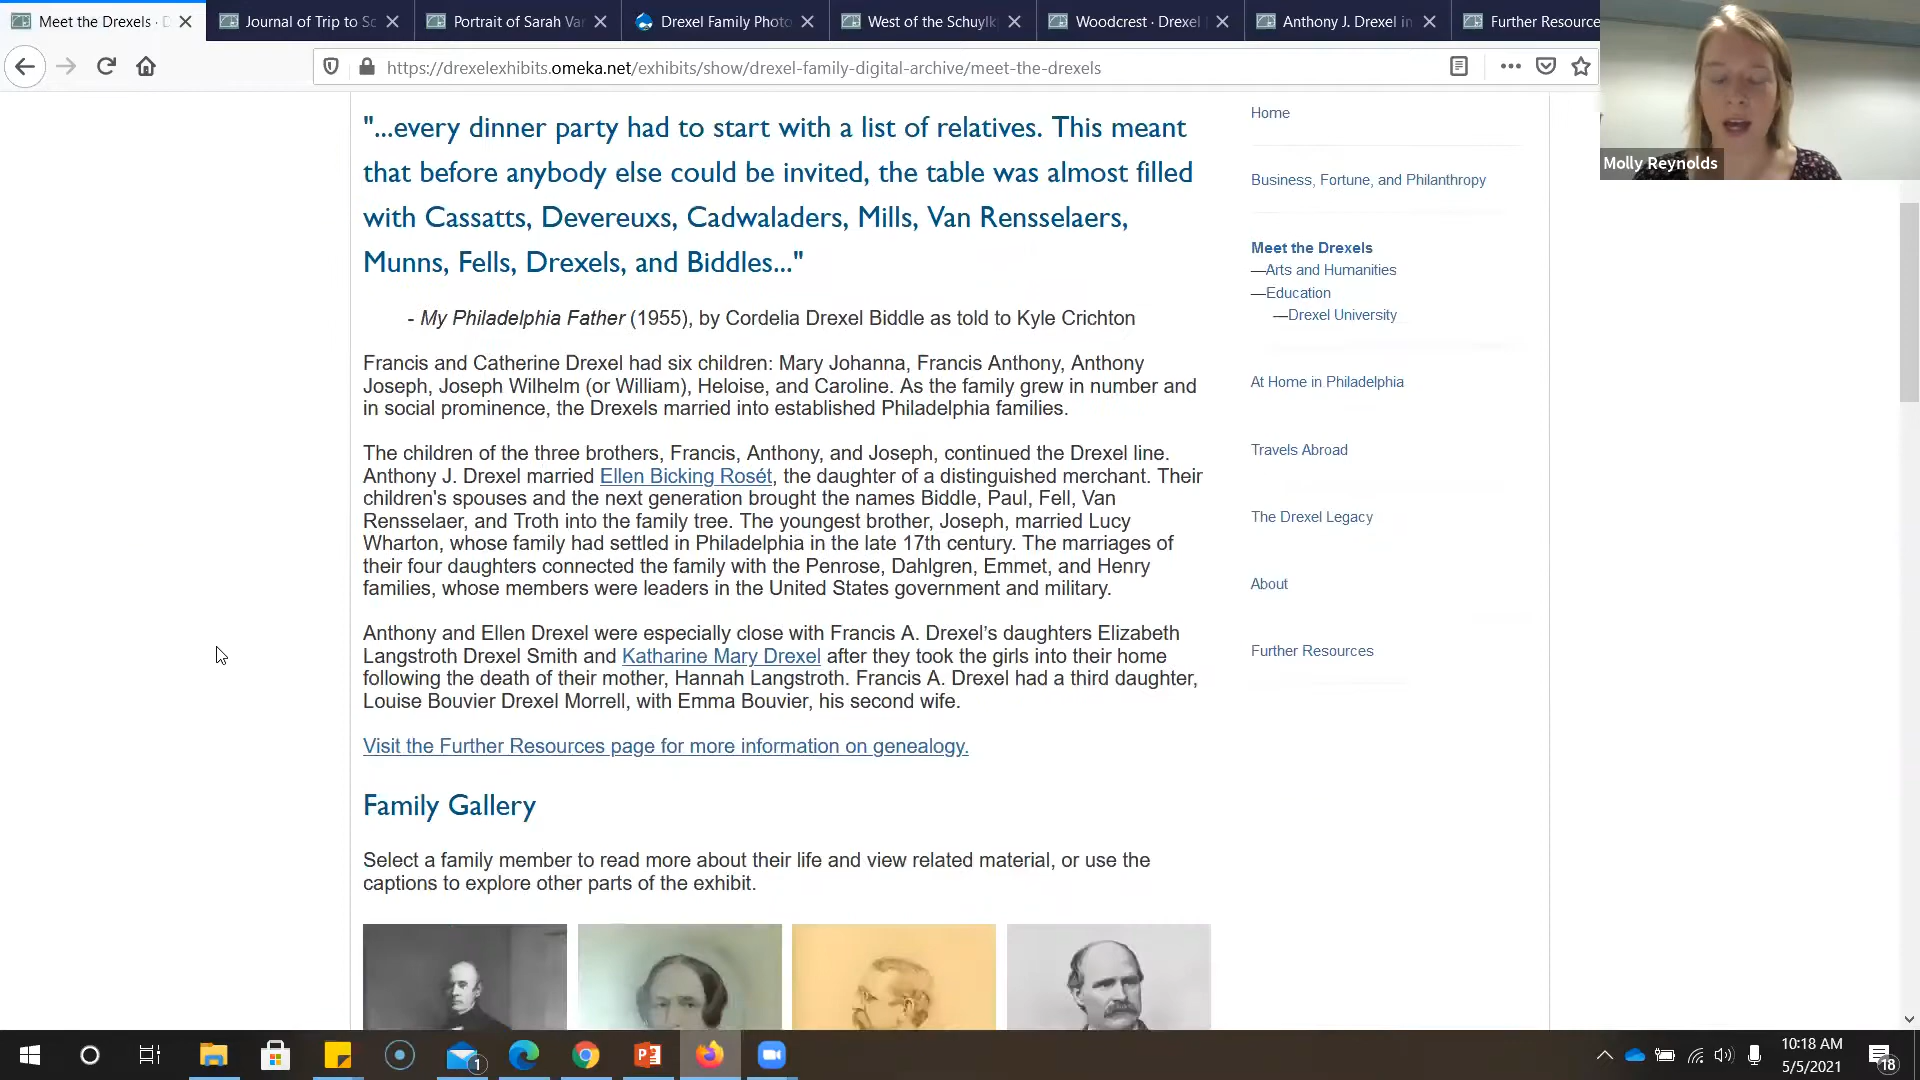 Meet the Drexels ·
Journal of Trip to
Portrait of Sarah Va
Drexel Family Photo
West of the Schuylk
Woodcrest · Drexel
Anthony J. Drexel in
Further Resource
https://drexelexhibits.omeka.net/exhibits/show/drexel-family-digital-archive/meet-the-drexels
Molly Reynolds
"...every dinner party had to start with a list of relatives. This meant
that before anybody else could be invited, the table was almost filled
with Cassatts, Devereuxs, Cadwaladers, Mills, Van Rensselaers,
Munns, Fells, Drexels, and Biddles..."
- My Philadelphia Father (1955), by Cordelia Drexel Biddle as told to Kyle Crichton
Francis and Catherine Drexel had six children: Mary Johanna, Francis Anthony, Anthony
Joseph, Joseph Wilhelm (or William), Heloise, and Caroline. As the family grew in number and
in social prominence, the Drexels married into established Philadelphia families.
The children of the three brothers, Francis, Anthony, and Joseph, continued the Drexel line.
Anthony J. Drexel married Ellen Bicking Rosét, the daughter of a distinguished merchant. Their
children's spouses and the next generation brought the names Biddle, Paul, Fell, Van
Rensselaer, and Troth into the family tree. The youngest brother, Joseph, married Lucy
Wharton, whose family had settled in Philadelphia in the late 17th century. The marriages of
their four daughters connected the family with the Penrose, Dahlgren, Emmet, and Henry
families, whose members were leaders in the United States government and military.
Anthony and Ellen Drexel were especially close with Francis A. Drexel's daughters Elizabeth
Langstroth Drexel Smith and Katharine Mary Drexel after they took the girls into their home
following the death of their mother, Hannah Langstroth. Francis A. Drexel had a third daughter,
Louise Bouvier Drexel Morrell, with Emma Bouvier, his second wife.
Visit the Further Resources page for more information on genealogy.
Family Gallery
Select a family member to read more about their life and view related material, or use the
captions to explore other parts of the exhibit.
Home
Business, Fortune, and Philanthropy
Meet the Drexels
—Arts and Humanities
—Education
—Drexel University
At Home in Philadelphia
Travels Abroad
The Drexel Legacy
About
Further Resources
1
10:18 AM
5/5/2021
18